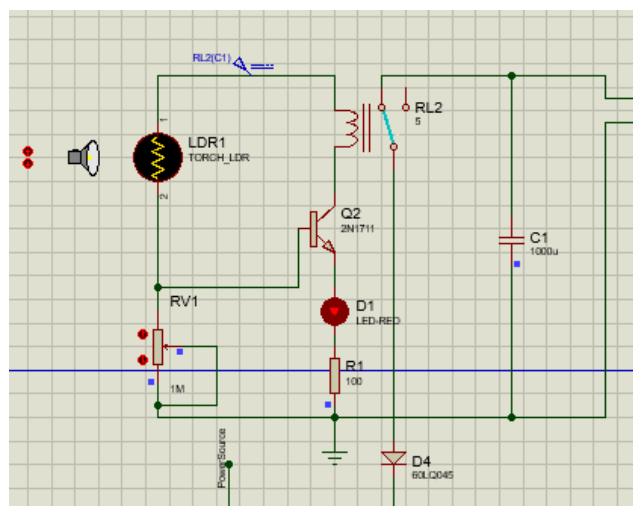 RL2(C1)
1
LDR1
TORCH_LDR
2
RL2
5
Q2
2N1711
C1
1000u
RV1
D1
LED-RED
R1
100
1M
PowerSource
D4
60LQ045